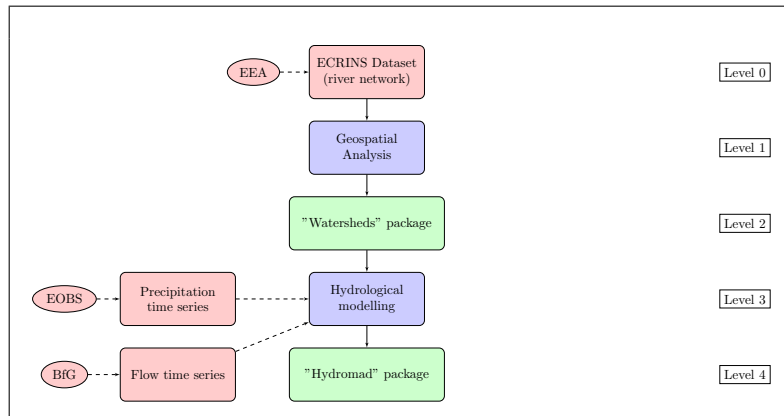 EEA
ECRINS Dataset
(river network)
Level 0
Geospatial
Analysis
Level 1
"Watersheds" package
Level 2
EOBS
Precipitation
time series
Hydrological
modelling
Level 3
BfG
Flow time series
"Hydromad" package
Level 4